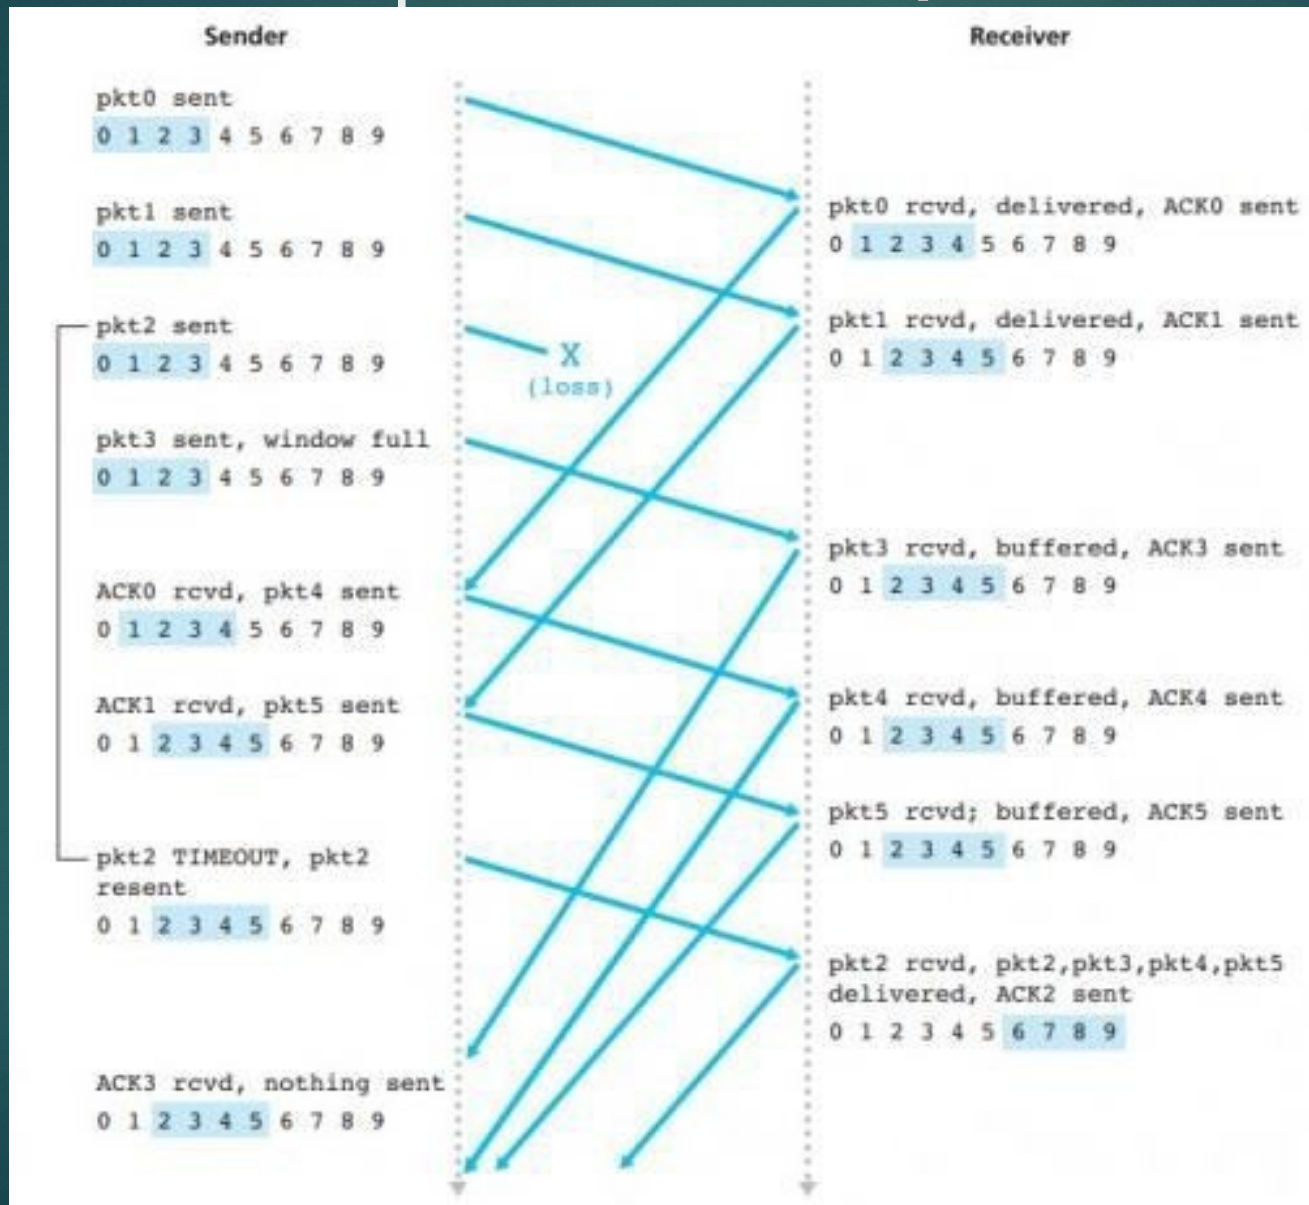 Sender
Receiver
pkt0 sent
0 1 2 3 4 5 6 7 8 9
pkt0 rcvd, delivered, ACK0 sent
0 1 2 3 4 5 6 7 8 9
pkt1 sent
0 1 2 3 4 5 6 7 8 9
pkt1 rcvd, delivered, ACK1 sent
0 1 2 3 4 5 6 7 8 9
pkt2 sent
0 1 2 3 4 5 6 7 8 9
X
(loss)
pkt3 sent, window full
0 1 2 3 4 5 6 7 8 9
pkt3 rcvd, buffered, ACK3 sent
0 1 2 3 4 5 6 7 8 9
ACK0 rcvd, pkt4 sent
0 1 2 3 4 5 6 7 8 9
pkt4 rcvd, buffered, ACK4 sent
0 1 2 3 4 5 6 7 8 9
ACK1 rcvd, pkt5 sent
0 1 2 3 4 5 6 7 8 9
pkt5 rcvd; buffered, ACK5 sent
0 1 2 3 4 5 6 7 8 9
pkt2 TIMEOUT, pkt2
resent
0 1 2 3 4 5 6 7 8 9
pkt2 rcvd, pkt2,pkt3,pkt4,pkt5
delivered, ACK2 sent
0 1 2 3 4 5 6 7 8 9
ACK3 rcvd, nothing sent
0 1 2 3 4 5 6 7 8 9